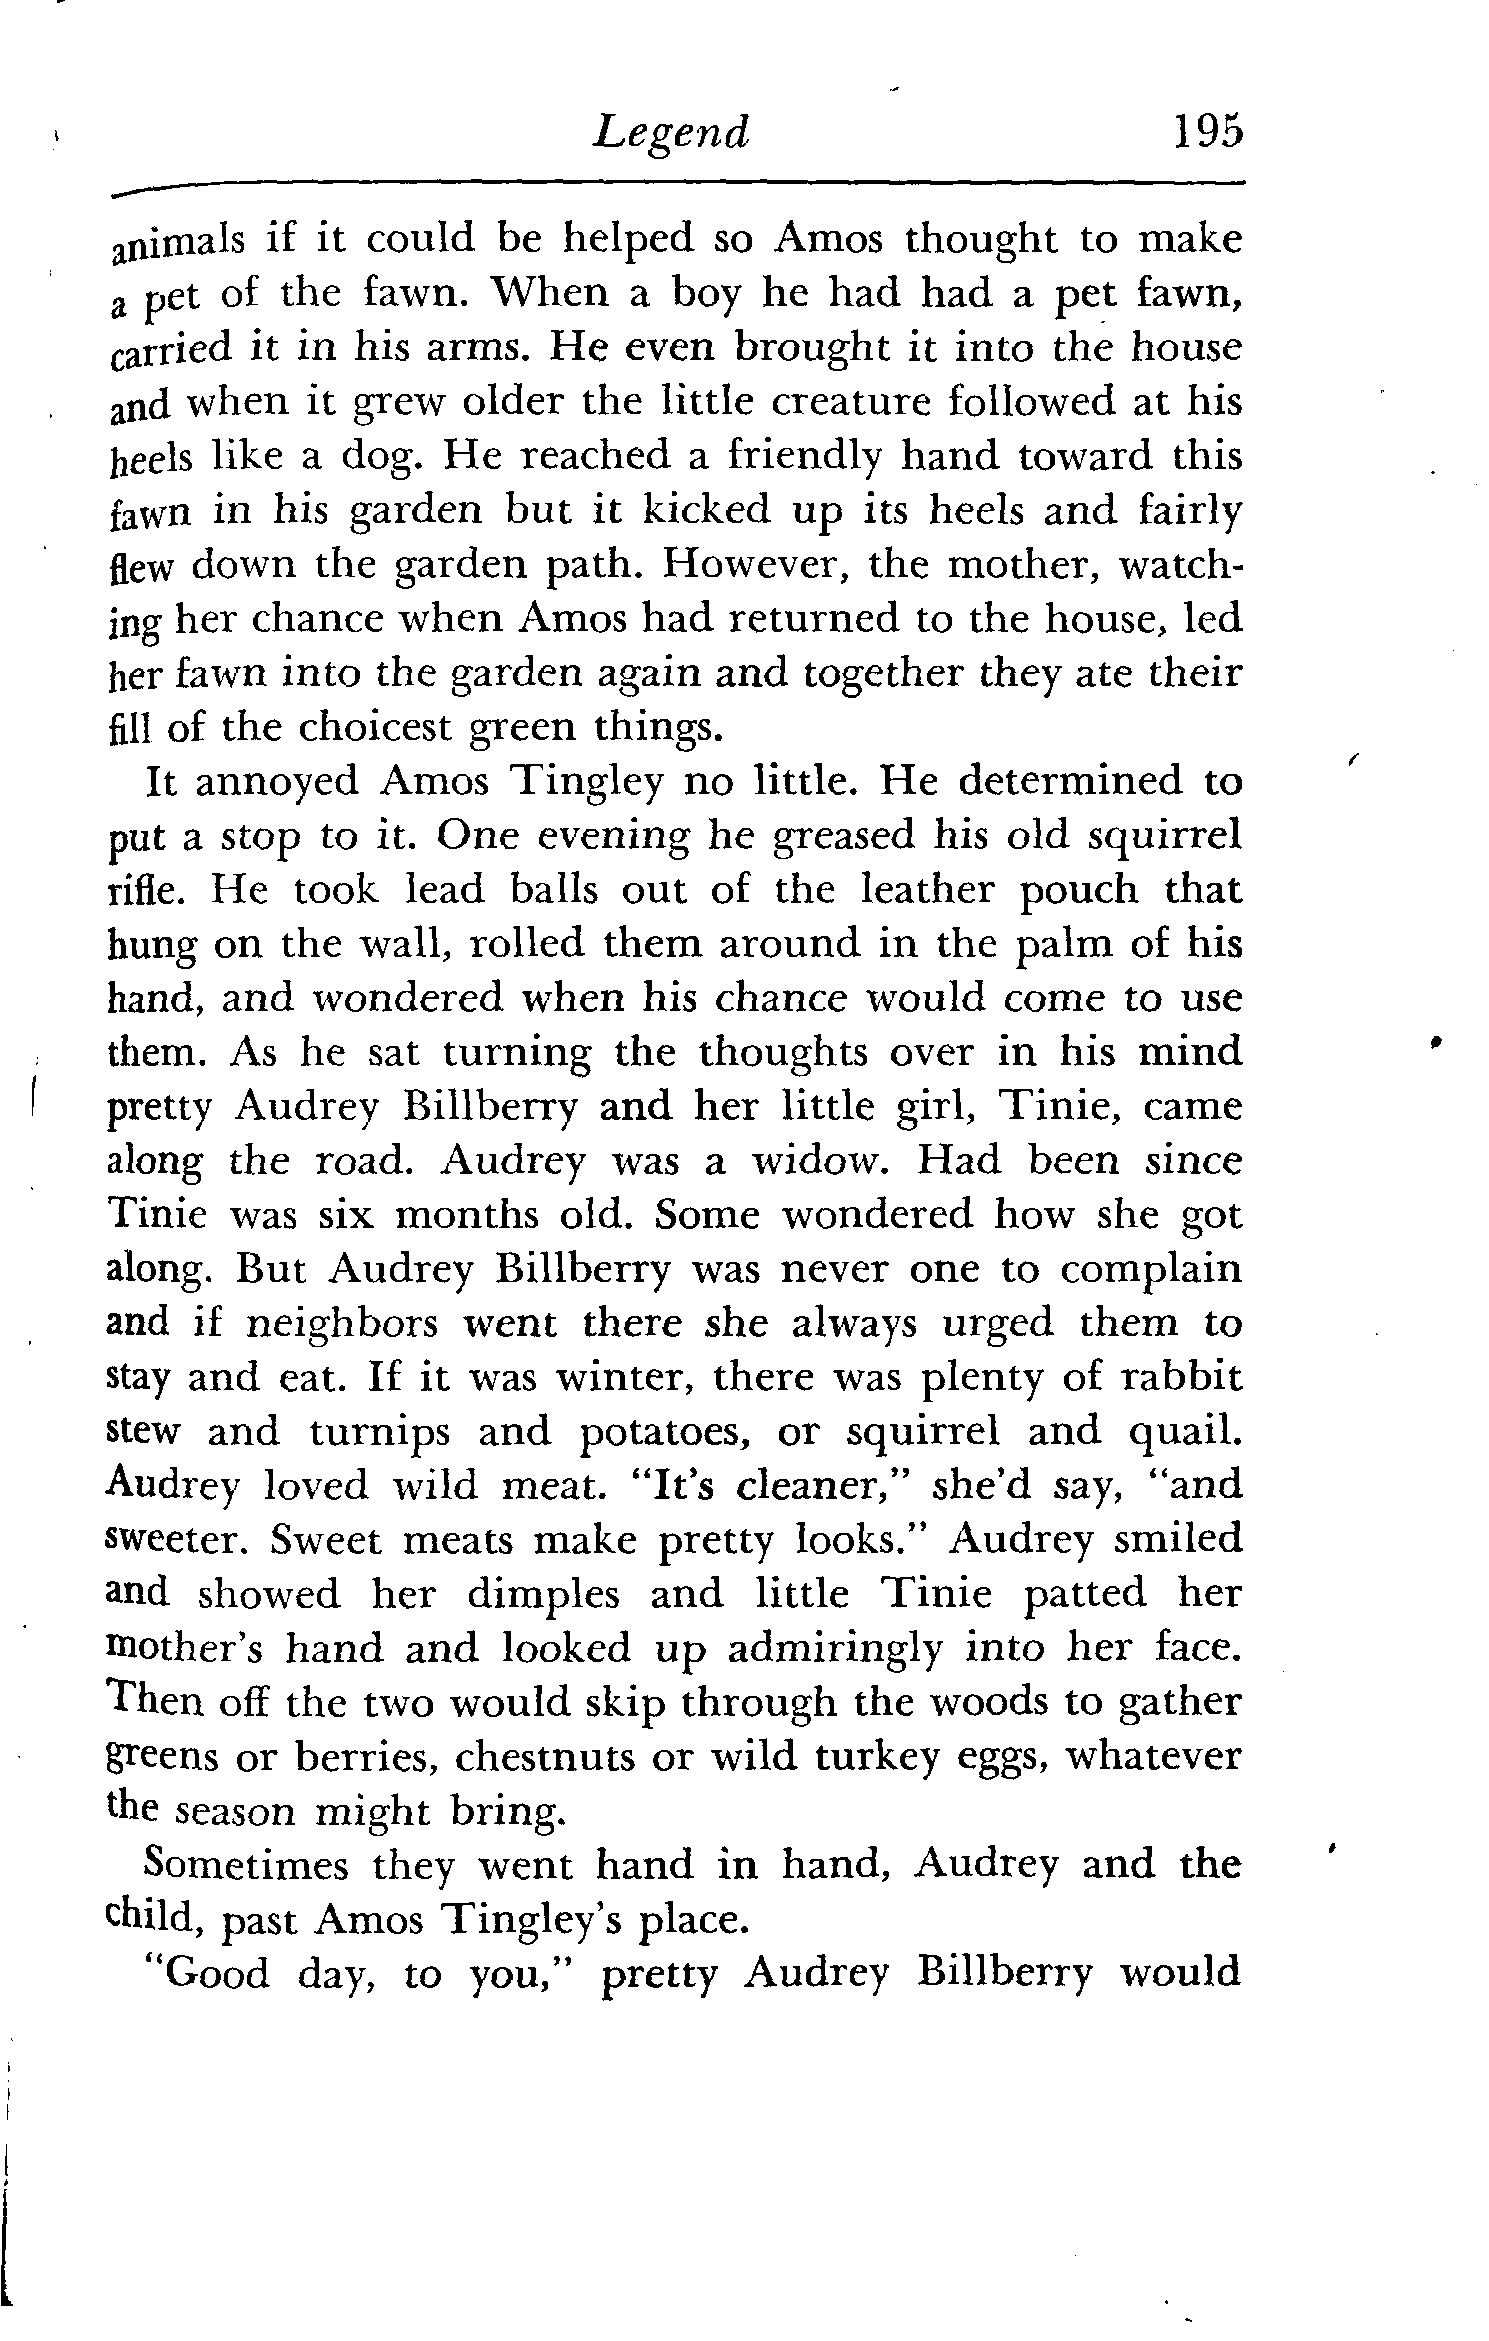 Legend 195
animals if it could be helped so Amos thought to make
a pet of the fawn. When a boy he had had a pet fawn,
carried it in his arms. He even brought it into the house
and when it grew older the little creature followed at his
heels like a dog. He reached a friendly hand toward this
fawn in his garden but it kicked up its heels and fairly
flew down the garden path. However, the mother, watch-
ing her chance when Amos had returned to the house, led
her fawn into the garden again and together they ate their
fill of the choicest green things.
It annoyed Amos Tingley no little. He determined to
put a stop to it. One evening he greased his old squirrel
rifle. He took lead balls out of the leather pouch that
hung on the wall, rolled them around in the palm of his
hand, and wondered when his chance would come to use
them. As he sat turning the thoughts over in his mind
pretty Audrey Billberry and her little girl, Tinie, came
along the road. Audrey was a widow. Had been since
Tinie was six months old. Some wondered how she got
along. But Audrey Billberry was never one to complain
and if neighbors went there she always urged them to
stay and eat. If it was winter, there was plenty of rabbit
stew and turnips and potatoes, or squirrel and quail.
Audrey loved wild meat. "It's cleaner," she'd say, "and
sweeter. Sweet meats make pretty looks." Audrey smiled
and showed her dimples and little Tinie patted her
mother's hand and looked up admiringly into her face.
Then off the two would skip through the woods to gather
greens or berries, chestnuts or wild turkey eggs, whatever
the season might bring.
Sometimes they went hand in hand, Audrey and the
child, past Amos Tingley's place.
"Good day, to you," pretty Audrey Billberry would